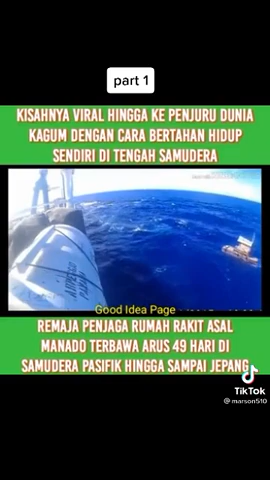 part 1
KISAHNYA VIRAL HINGGA KE PENJURU DUNIA
KAGUM DENGAN CARA BERTAHAN HIDUP
SENDIRI DI TENGAH SAMUDERA
Good Idea Page
REMAJA PENJAGA RUMAH RAKIT ASAL
MANADO TERBAWA ARUS 49 HARI DI
SAMUDERA PASIFIK HINGGA SAMPAI JEPANG
TikTok
@marson510